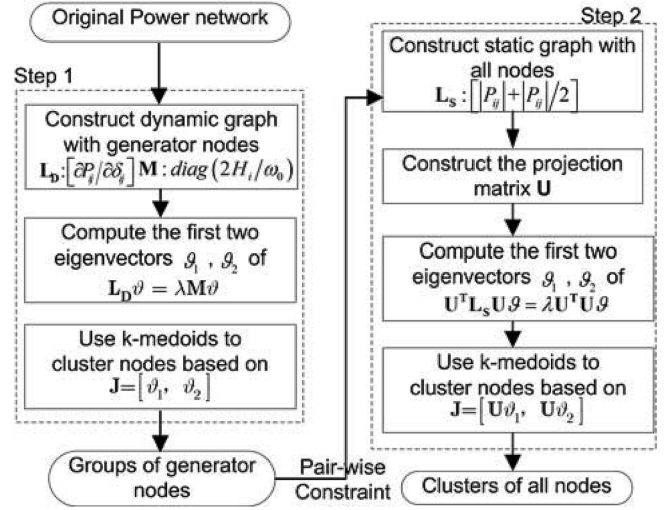 Original Power network
Step 1
Construct dynamic graph
with generator nodes
L_D:[∂P_ij/∂δ_ij] M : diag(2H_i/ω_0)
Compute the first two
eigenvectors ϑ_1 , ϑ_2 of
L_Dϑ = λMϑ
Use k-medoids to
cluster nodes based on
J=[ϑ_1, ϑ_2]
Groups of generator
nodes
Pair-wise
Constraint
Step 2
Construct static graph with
all nodes
L_S : [|P_ij|+|P_ij|/2]
Construct the projection
matrix U
Compute the first two
eigenvectors ϑ_1 , ϑ_2 of
U^T L_S Uϑ = λU^T Uϑ
Use k-medoids to
cluster nodes based on
J=[Uϑ_1, Uϑ_2]
Clusters of all nodes